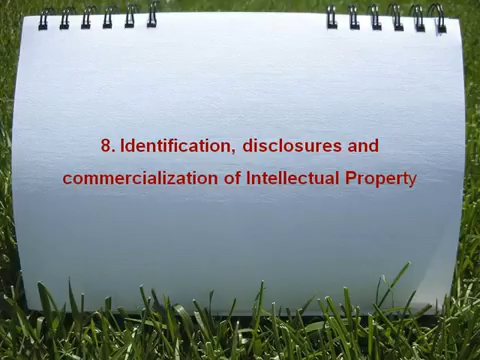 8. Identification, disclosures and
commercialization of Intellectual Property